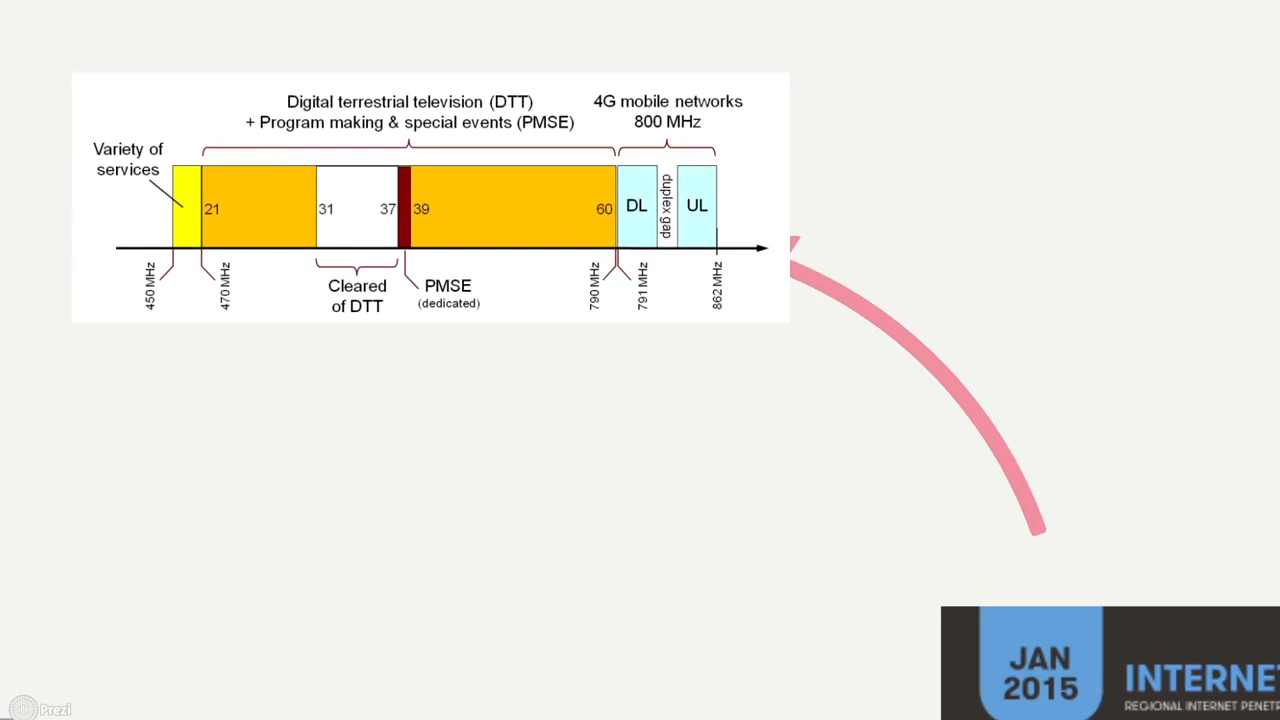 Digital terrestrial television (DTT)
+ Program making & special events (PMSE)
4G mobile networks
800 MHz
Variety of
services
21
31
37
39
60
DL
duplex gap
UL
450 MHz
470 MHz
Cleared
of DTT
PMSE
(dedicated)
790 MHz
791 MHz
862 MHz
JAN
2015
INTERNE
REGIONAL INTERNET PENETR
Prezi